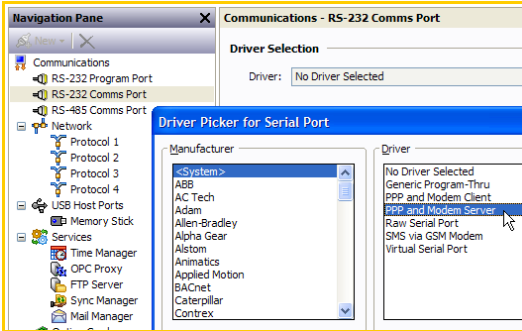 Navigation Pane X
New
Communications
RS-232 Program Port
RS-232 Comms Port
RS-485 Comms Port
Network
Protocol 1
Protocol 2
Protocol 3
Protocol 4
USB Host Ports
Memory Stick
Services
Time Manager
OPC Proxy
FTP Server
Sync Manager
Mail Manager
Communications - RS-232 Comms Port
Driver Selection
Driver: No Driver Selected
Driver Picker for Serial Port
Manufacturer
<System>
ABB
AC Tech
Adam
Allen-Bradley
Alpha Gear
Alstom
Animatics
Applied Motion
BACnet
Caterpillar
Contrex
Driver
No Driver Selected
Generic Program-Thru
PPP and Modem Client
PPP and Modem Server
Raw Serial Port
SMS via GSM Modem
Virtual Serial Port